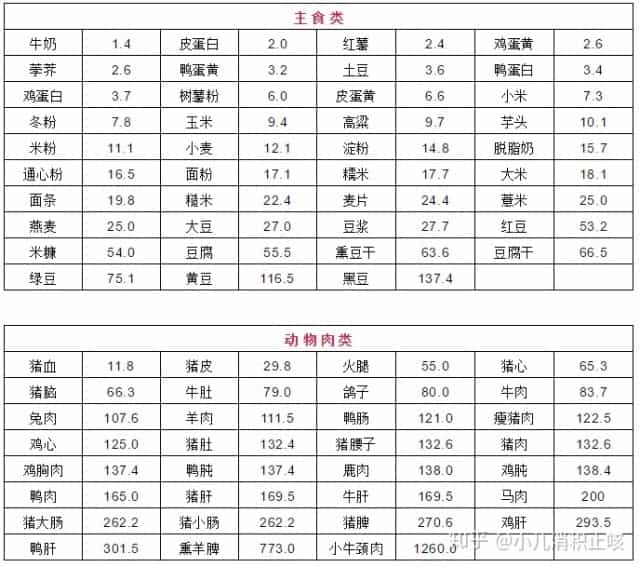 主食类
牛奶 1.4 皮蛋白 2.0 红薯 2.4 鸡蛋黄 2.6
荸荠 2.6 鸭蛋黄 3.2 土豆 3.6 鸭蛋白 3.4
鸡蛋白 3.7 树薯粉 6.0 皮蛋黄 6.6 小米 7.3
冬粉 7.8 玉米 9.4 高粱 9.7 芋头 10.1
米粉 11.1 小麦 12.1 淀粉 14.8 脱脂奶 15.7
通心粉 16.5 面粉 17.1 糯米 17.7 大米 18.1
面条 19.8 糙米 22.4 麦片 24.4 薏米 25.0
燕麦 25.0 大豆 27.0 豆浆 27.7 红豆 53.2
米糠 54.0 豆腐 55.5 熏豆干 63.6 豆腐干 66.5
绿豆 75.1 黄豆 116.5 黑豆 137.4
动物肉类
猪血 11.8 猪皮 29.8 火腿 55.0 猪心 65.3
猪脑 66.3 牛肚 79.0 鸽子 80.0 牛肉 83.7
兔肉 107.6 羊肉 111.5 鸭肠 121.0 瘦猪肉 122.5
鸡心 125.0 猪肚 132.4 猪腰子 132.6 猪肉 132.6
鸡胸肉 137.4 鸭肫 137.4 鹿肉 138.0 鸡肫 138.4
鸭肉 165.0 猪肝 169.5 牛肝 169.5 马肉 200
猪大肠 262.2 猪小肠 262.2 猪脾 270.6 鸡肝 293.5
鸭肝 301.5 熏羊脾 773.0 小牛颈肉 1260.0
知乎 @小儿消积正咳